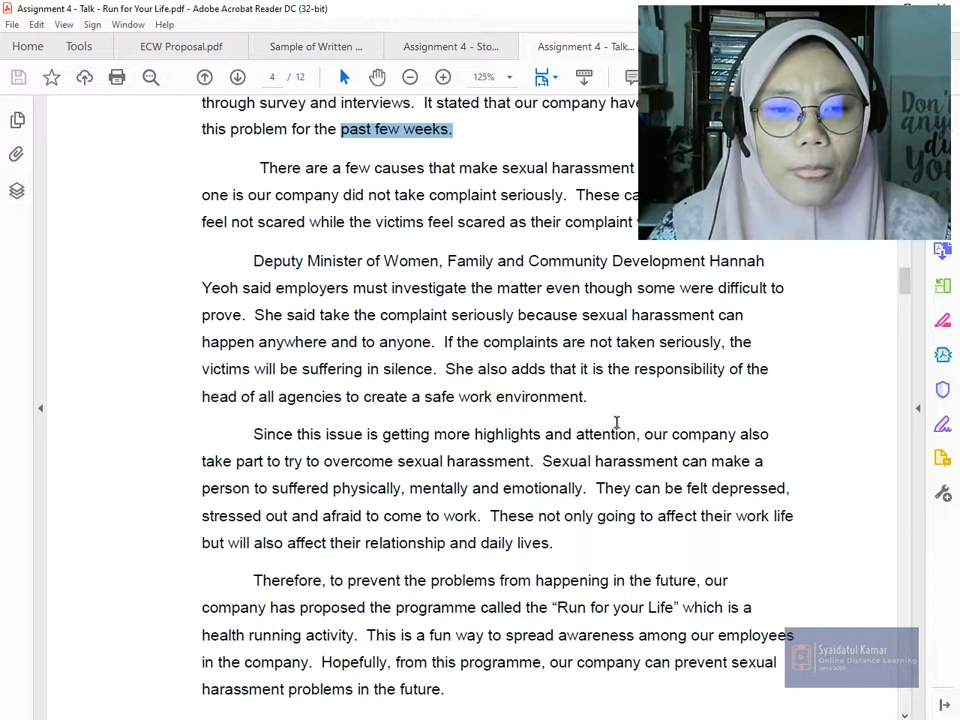 Assignment 4 - Talk - Run for Your Life.pdf - Adobe Acrobat Reader DC (32-bit)
File Edit View Sign Window Help
Home Tools ECW Proposal.pdf Sample of Written ... Assignment 4 - Sto... Assignment 4 - Talk...
4 / 12 125%
through survey and interviews. It stated that our company have
this problem for the past few weeks.
There are a few causes that make sexual harassment
one is our company did not take complaint seriously. These
feel not scared while the victims feel scared as their complaint
Deputy Minister of Women, Family and Community Development Hannah
Yeoh said employers must investigate the matter even though some were difficult to
prove. She said take the complaint seriously because sexual harassment can
happen anywhere and to anyone. If the complaints are not taken seriously, the
victims will be suffering in silence. She also adds that it is the responsibility of the
head of all agencies to create a safe work environment.
Since this issue is getting more highlights and attention, our company also
take part to try to overcome sexual harassment. Sexual harassment can make a
person to suffered physically, mentally and emotionally. They can be felt depressed,
stressed out and afraid to come to work. These not only going to affect their work life
but will also affect their relationship and daily lives.
Therefore, to prevent the problems from happening in the future, our
company has proposed the programme called the “Run for your Life” which is a
health running activity. This is a fun way to spread awareness among our employees
in the company. Hopefully, from this programme, our company can prevent sexual
harassment problems in the future.
Don't
Syaidatul Kamar
Online Distance Learning